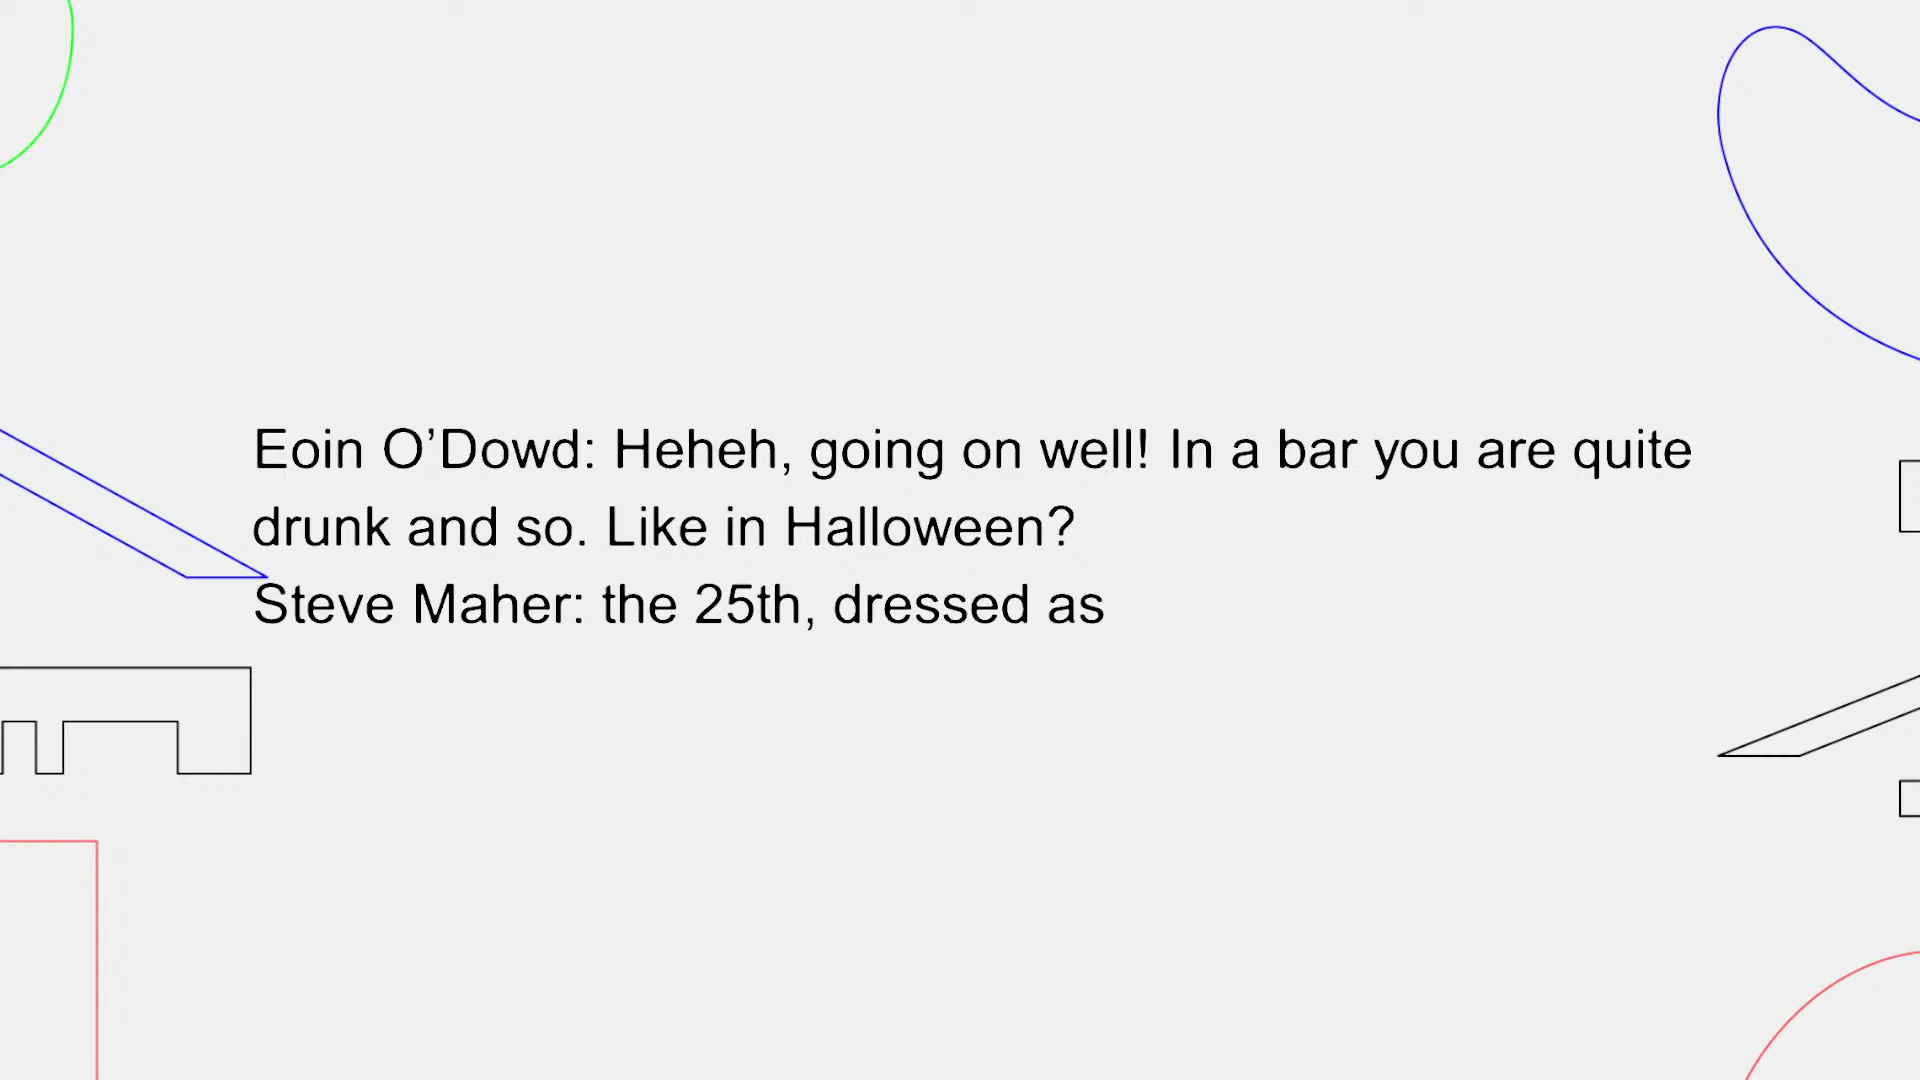 Eoin O’Dowd: Heheh, going on well! In a bar you are quite
drunk and so. Like in Halloween?
Steve Maher: the 25th, dressed as